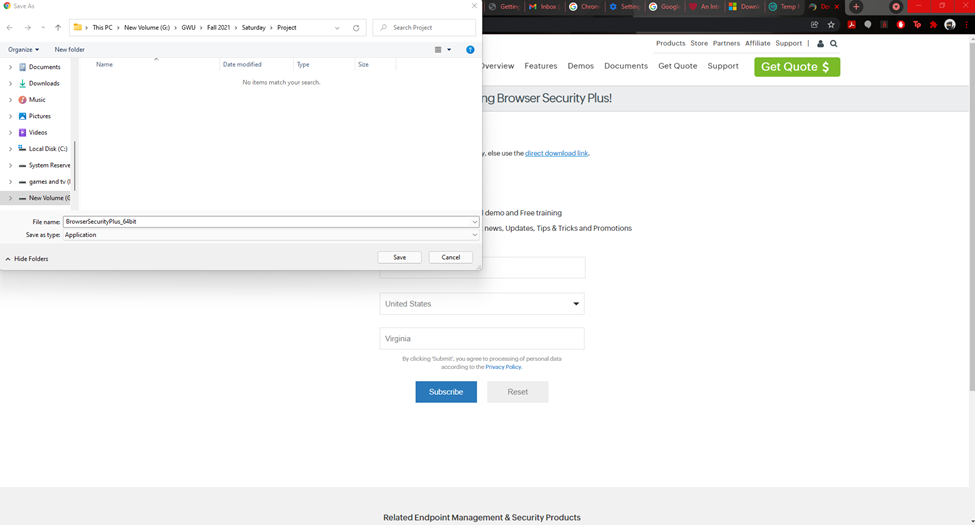 Save As
Getting
Inbox (
Chrom
Setting
Google
An Int
Downl
Temp
Do
This PC > New Volume (G:) > GWU > Fall 2021 > Saturday > Project
Search Project
Organize
New folder
Products Store Partners Affiliate Support |
Overview Features Demos Documents Get Quote Support
Get Quote $
Name Date modified Type Size
No items match your search.
Documents
Downloads
Music
Pictures
Videos
Local Disk (C:)
System Reserve
games and tv (
New Volume (G
ng Browser Security Plus!
y, else use the direct download link.
demo and Free training
news, Updates, Tips & Tricks and Promotions
File name: BrowserSecurityPlus_64bit
Save as type: Application
Hide Folders
Save
Cancel
United States
Virginia
By clicking 'Submit', you agree to processing of personal data
according to the Privacy Policy.
Subscribe
Reset
Related Endpoint Management & Security Products